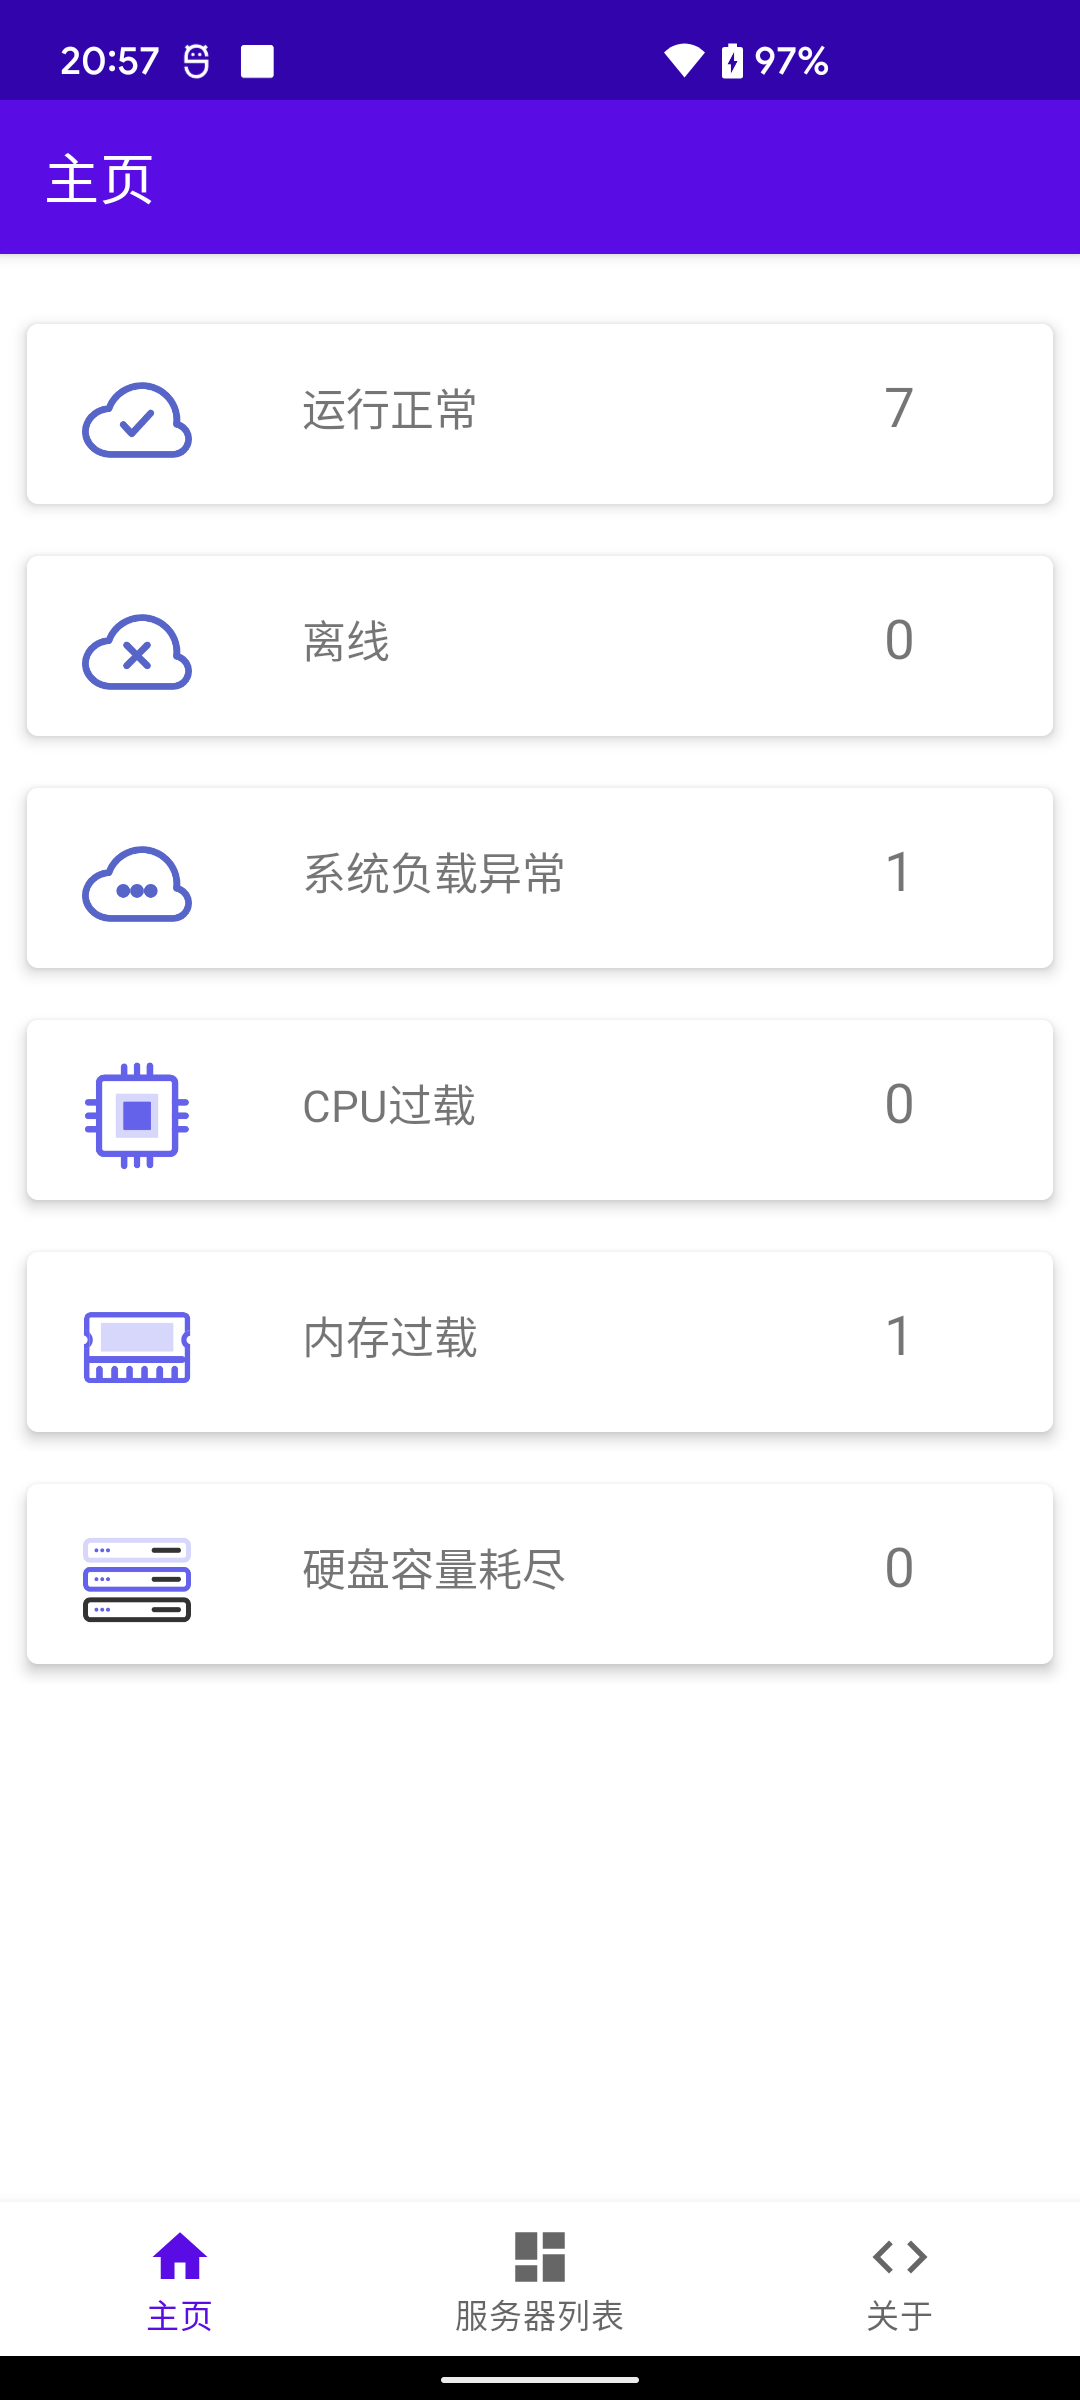 20:57 97%
主页
运行正常 7
离线 0
系统负载异常 1
CPU过载 0
内存过载 1
硬盘容量耗尽 0
主页 服务器列表 关于